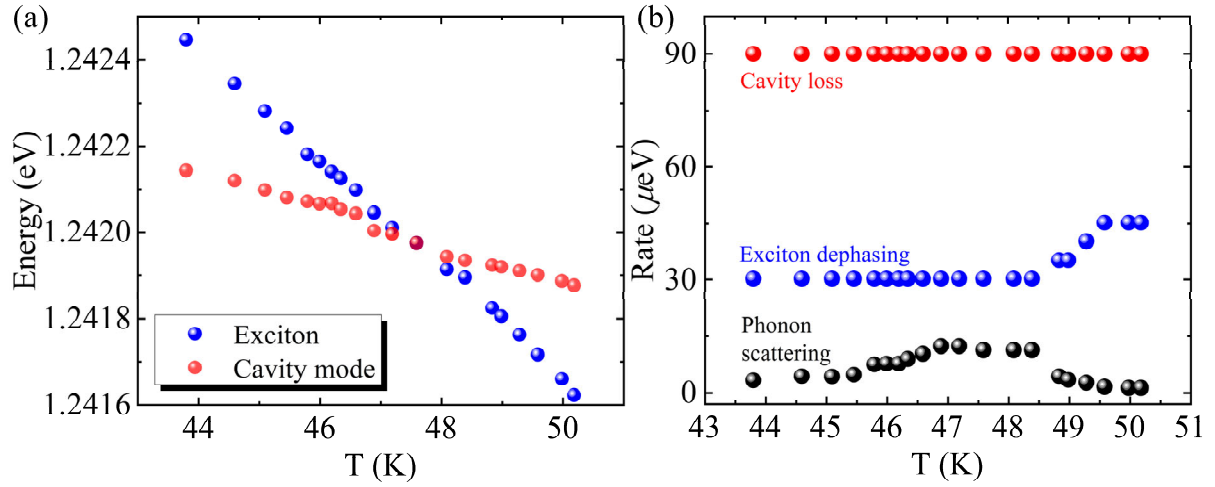 (a)
1.2424
1.2422
1.2420
1.2418
1.2416
Energy (eV)
Exciton
Cavity mode
44 46 48 50
T (K)
(b)
90
60
30
0
Rate (μeV)
Cavity loss
Exciton dephasing
Phonon
scattering
43 44 45 46 47 48 49 50 51
T (K)